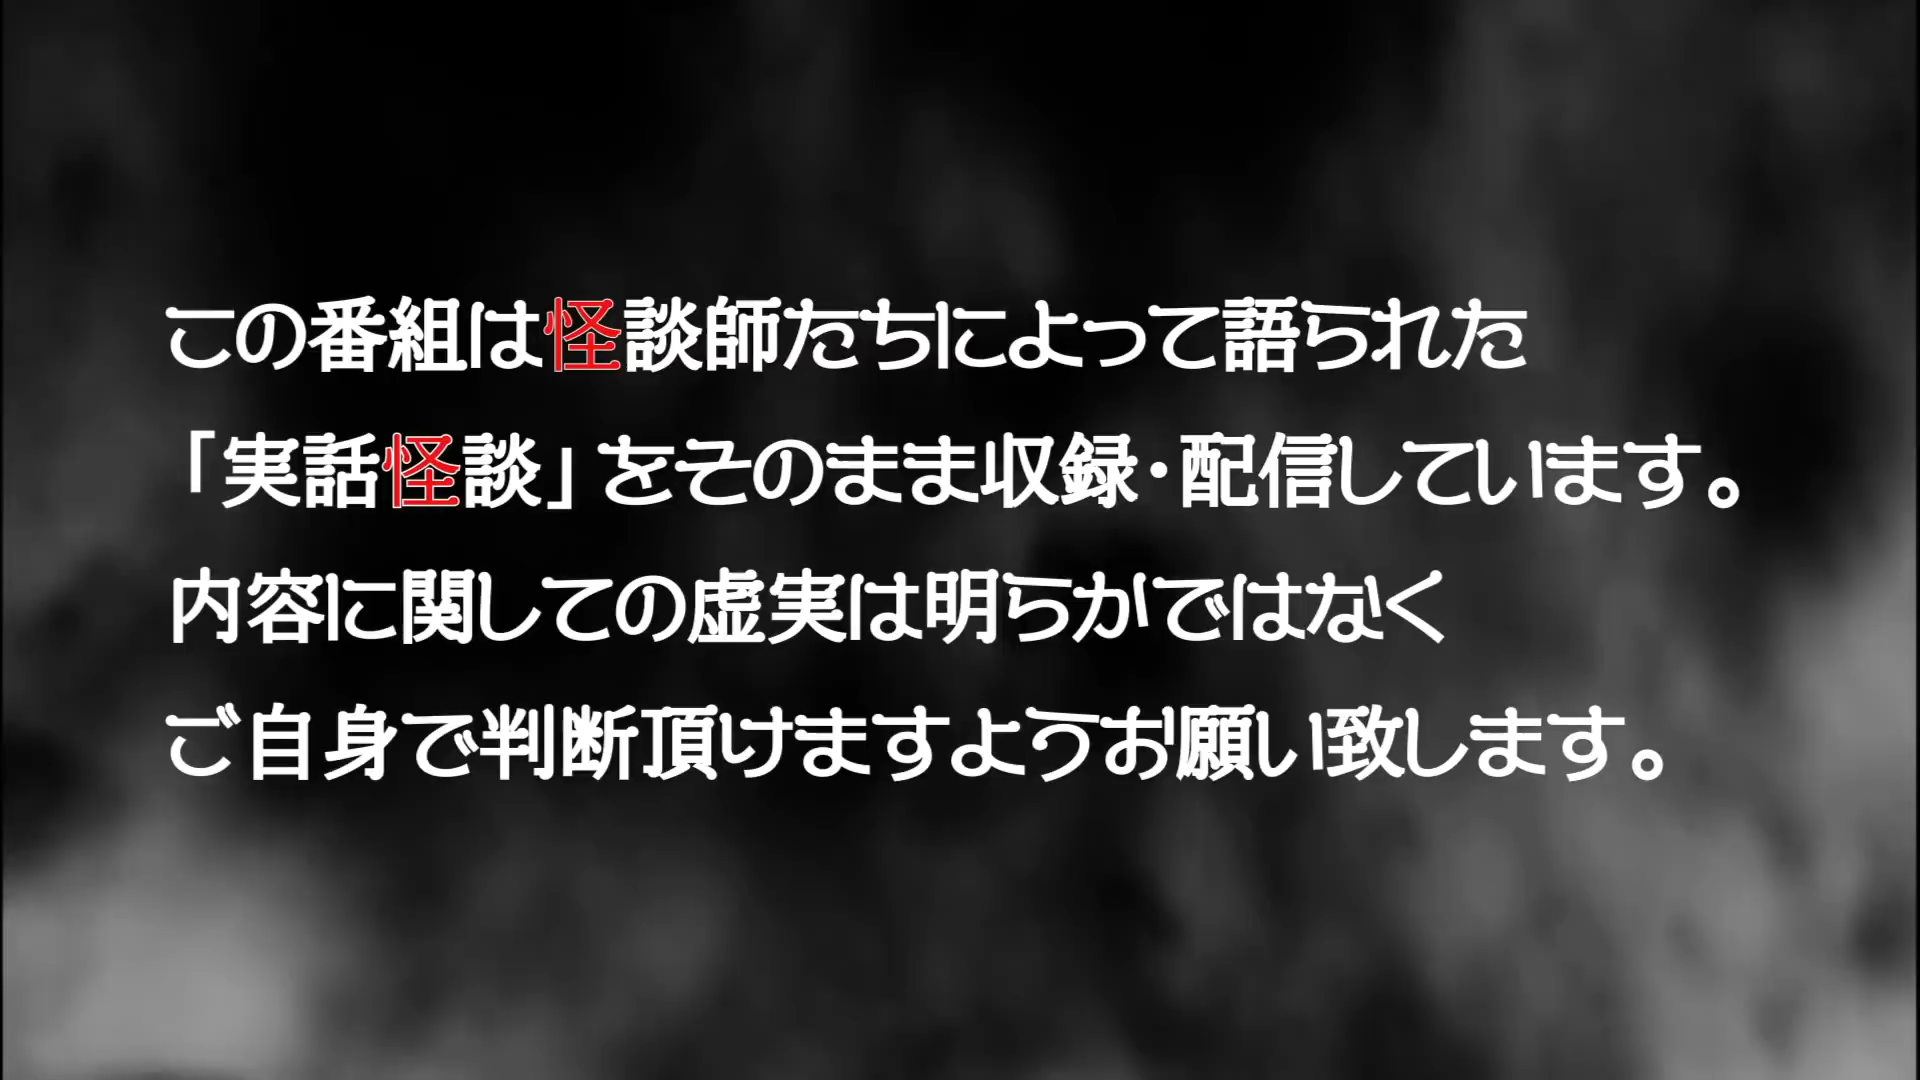 この番組は怪談師たちによって語られた
「実話怪談」をそのまま収録・配信しています。
内容に関しての虚実は明らかではなく
ご自身で判断頂けますようお願い致します。